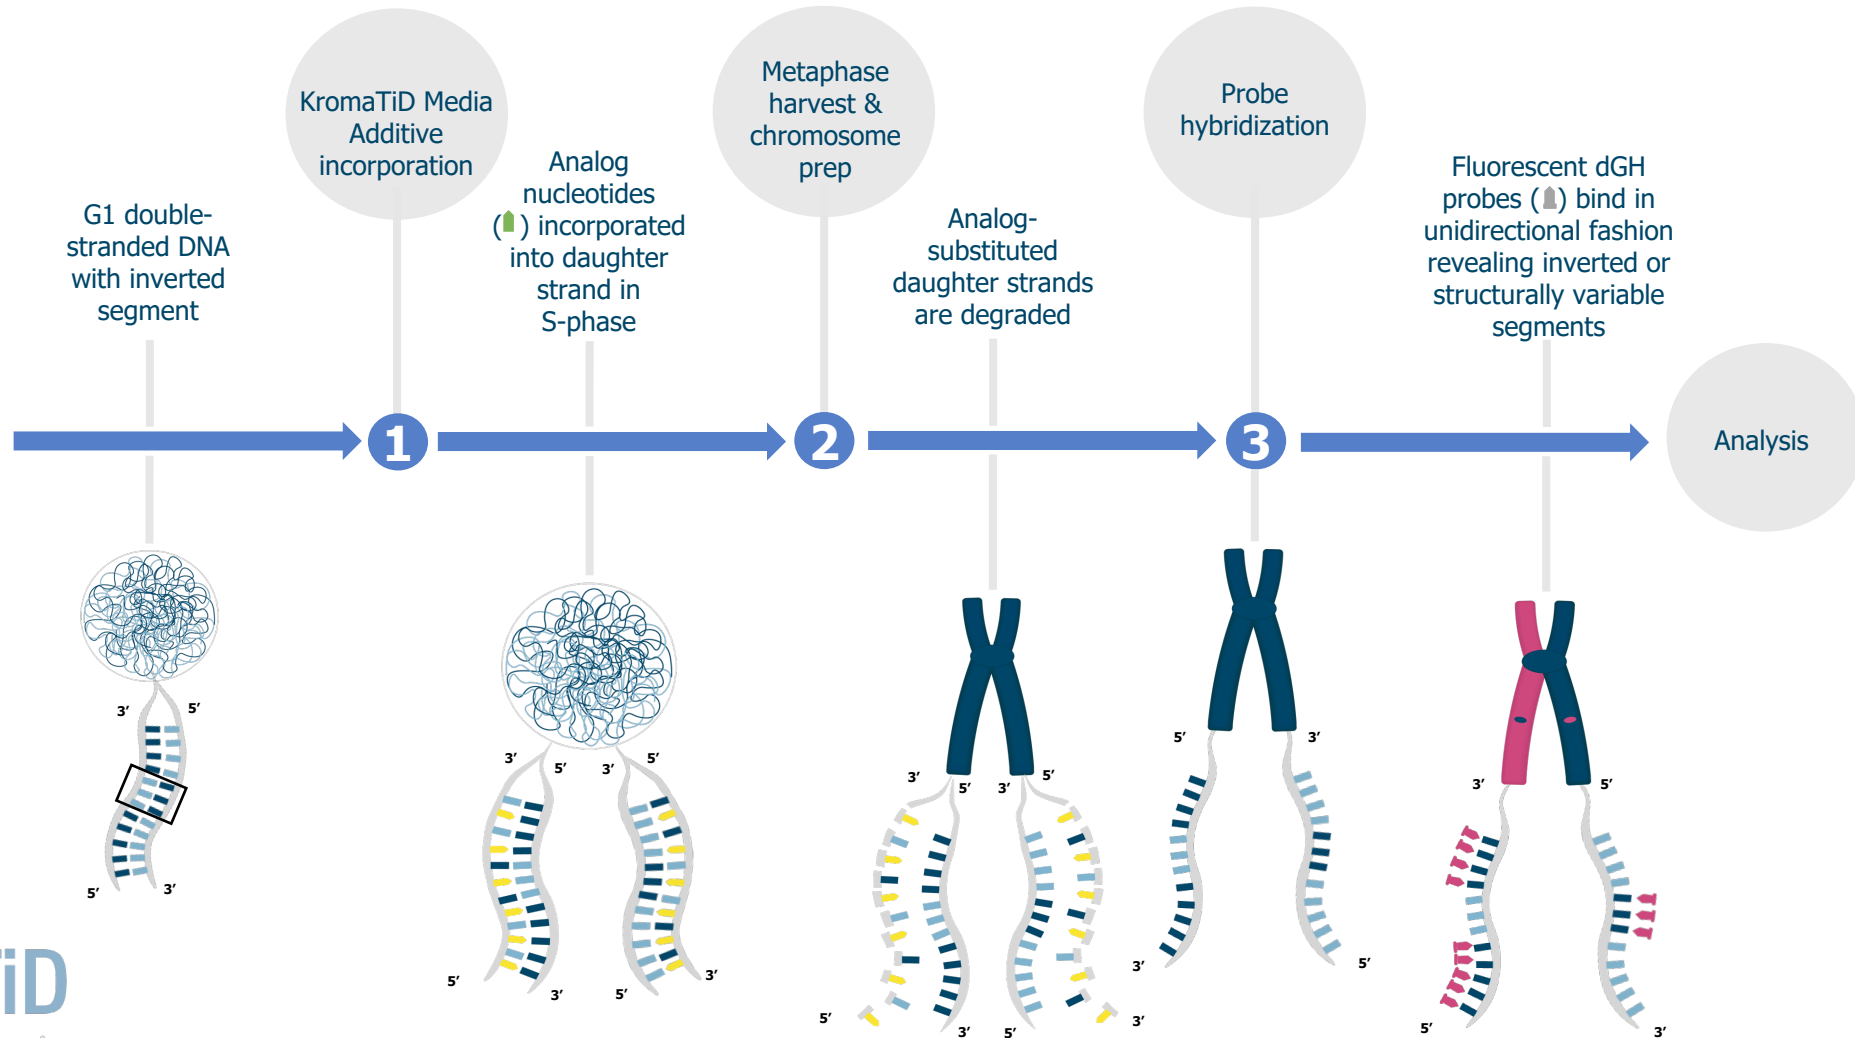 KromaTiD Media
Additive
incorporation
Metaphase
harvest &
chromosome
prep
Probe
hybridization
G1 double-
stranded DNA
with inverted
segment
Analog
nucleotides
( ) incorporated
into daughter
strand in
S-phase
Analog-
substituted
daughter strands
are degraded
Fluorescent dGH
probes ( ) bind in
unidirectional fashion
revealing inverted or
structurally variable
segments
1
2
3
Analysis
3′ 5′
5′ 3′
3′ 5′ 3′ 5′
5′ 3′ 5′ 3′
3′ 5′ 3′ 5′
5′ 3′ 5′ 3′
5′ 3′
3′ 5′
3′ 5′
5′ 3′
TiD